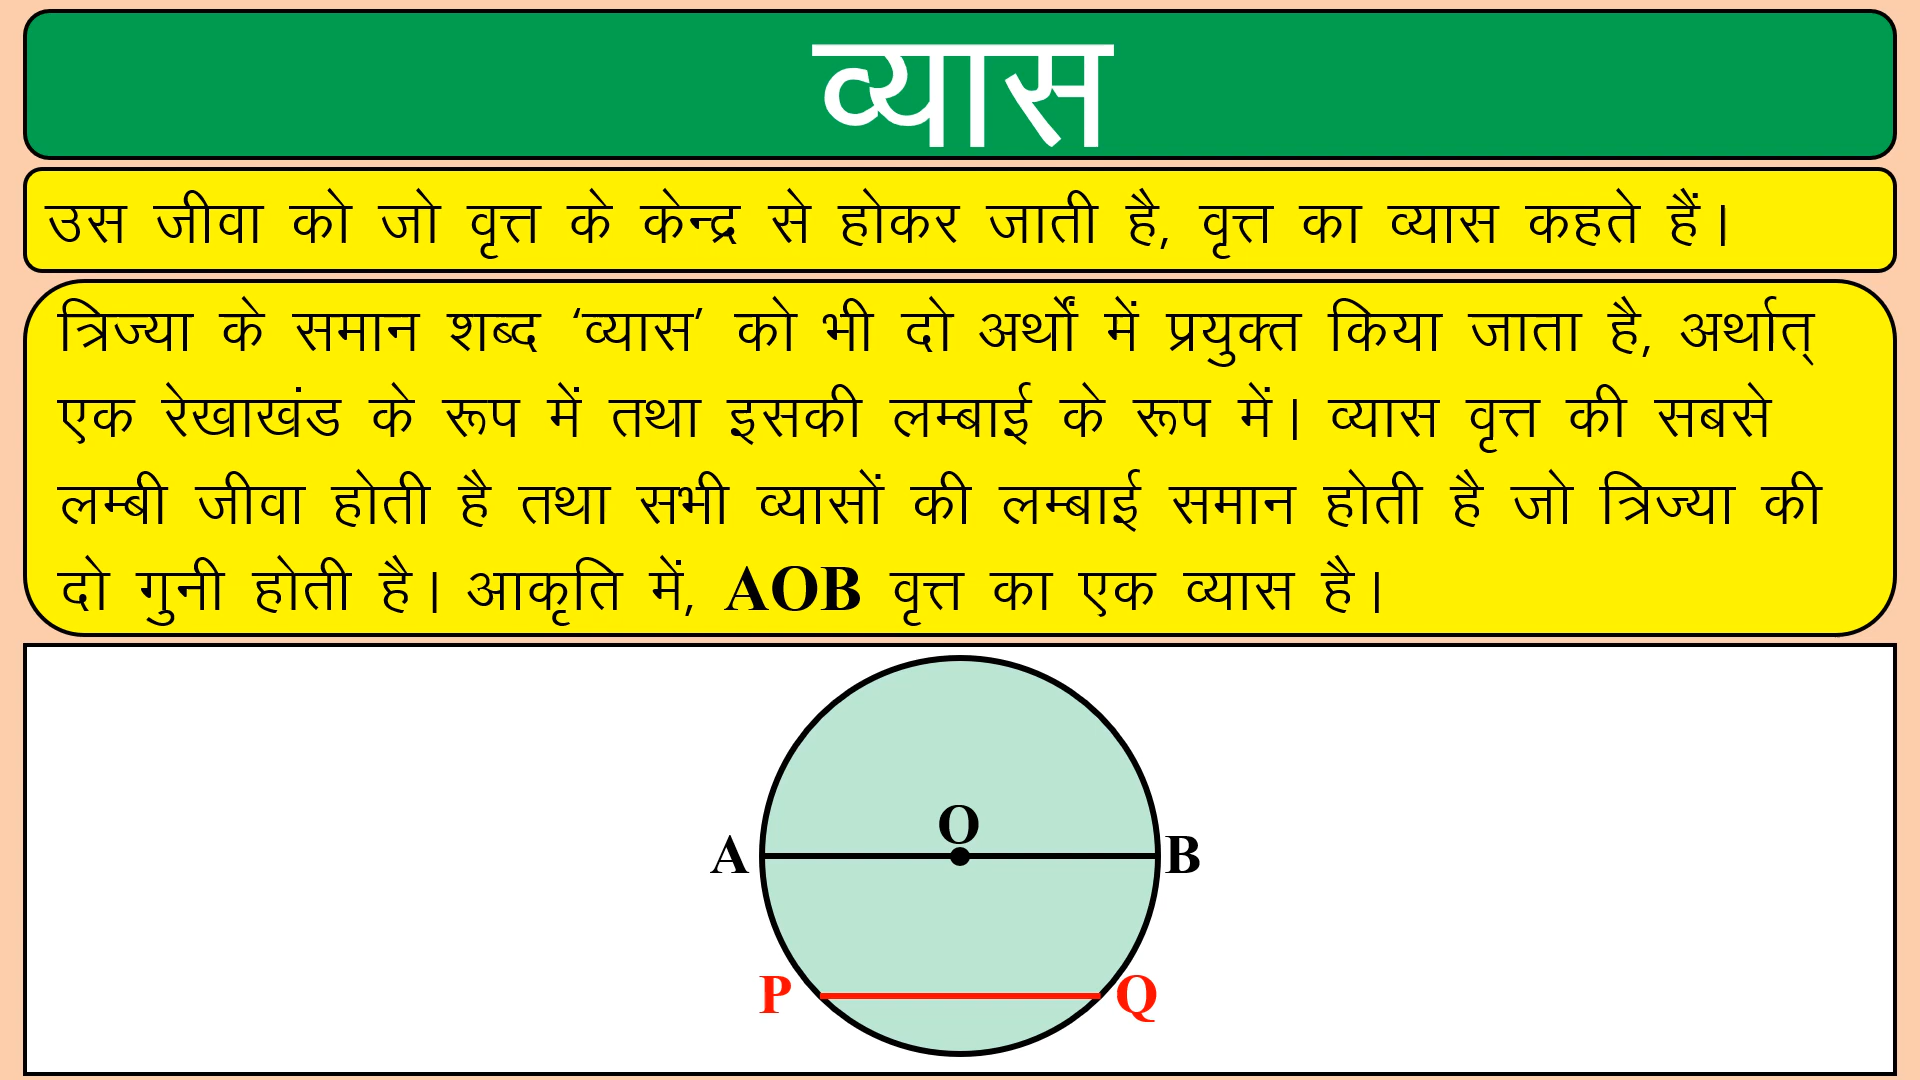 व्यास
उस जीवा को जो वृत्त के केन्द्र से होकर जाती है, वृत्त का व्यास कहते हैं।
त्रिज्या के समान शब्द ‘व्यास’ को भी दो अर्थों में प्रयुक्त किया जाता है, अर्थात्
एक रेखाखंड के रूप में तथा इसकी लम्बाई के रूप में। व्यास वृत्त की सबसे
लम्बी जीवा होती है तथा सभी व्यासों की लम्बाई समान होती है जो त्रिज्या की
दो गुनी होती है। आकृति में, AOB वृत्त का एक व्यास है।
O
A B
P Q